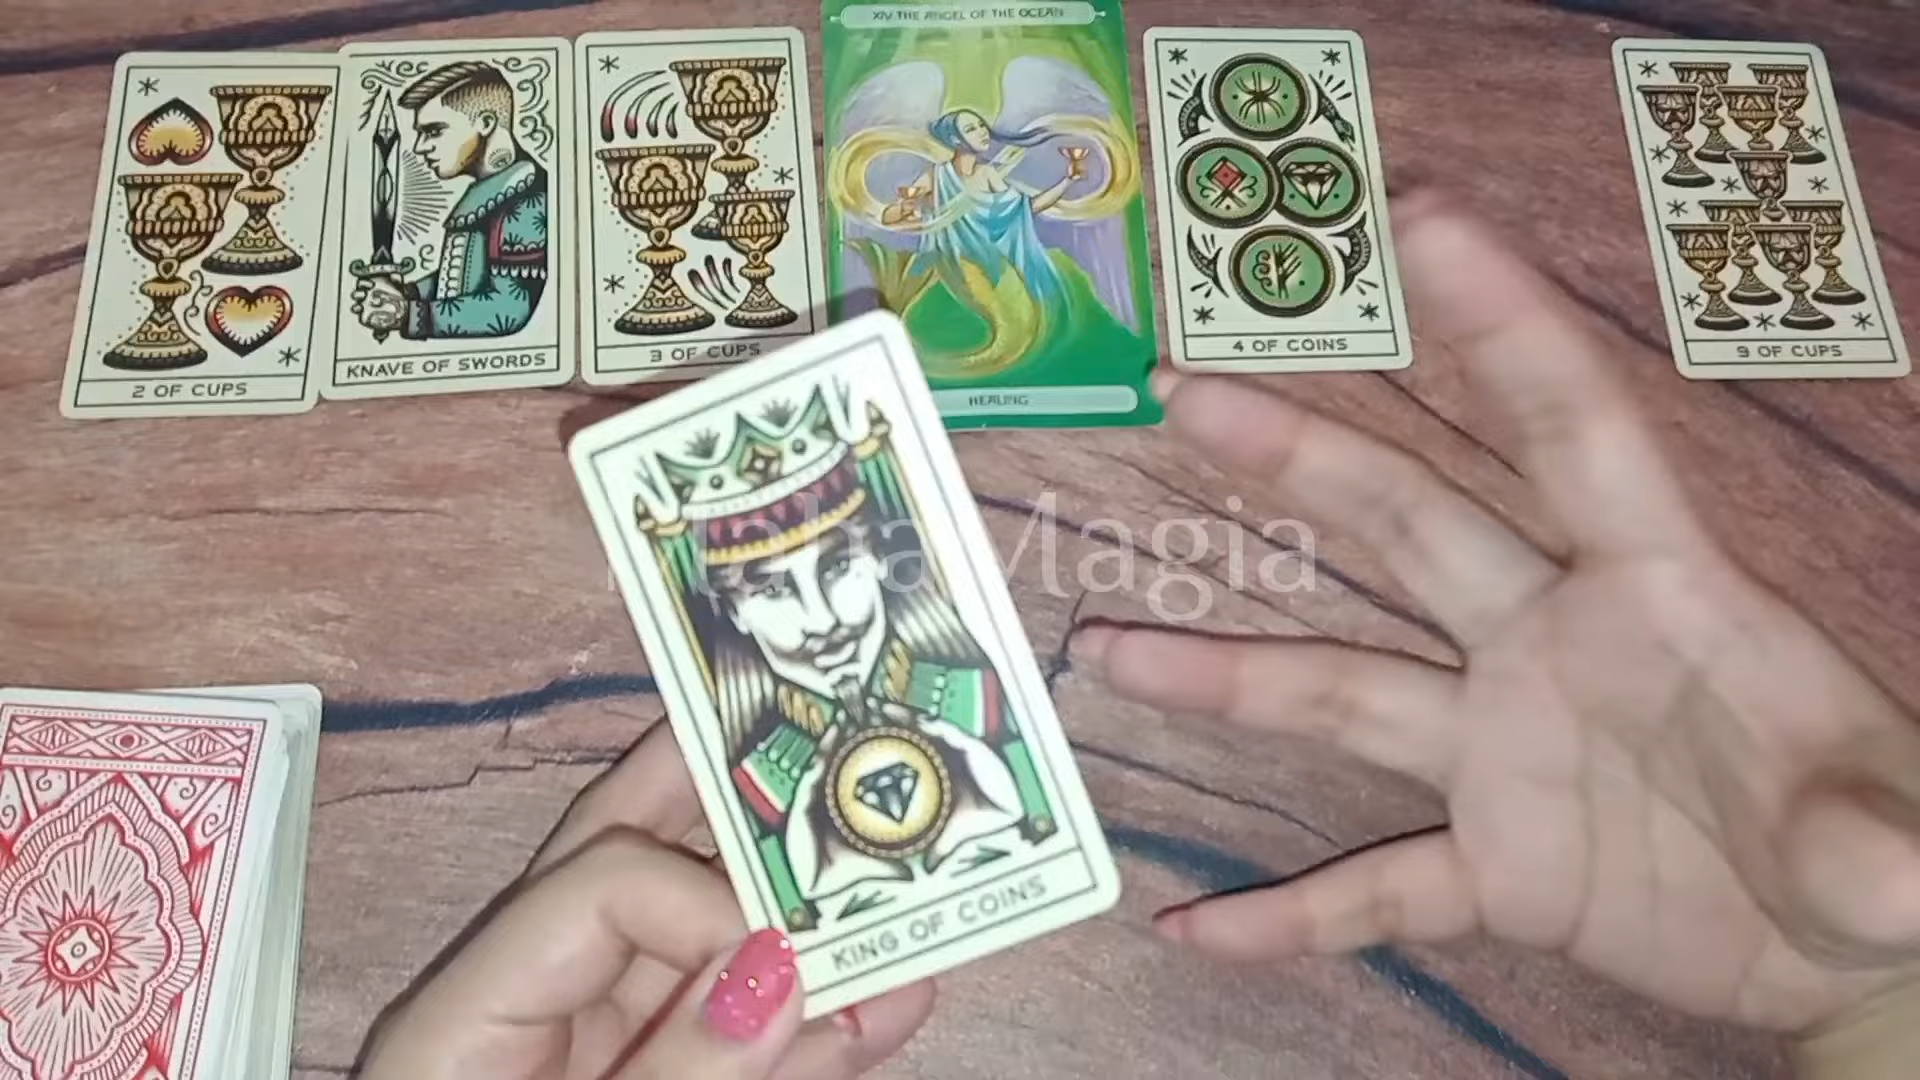 XIV THE ANGEL OF THE OCEAN
2 OF CUPS
KNAVE OF SWORDS
3 OF CUPS
HEALING
4 OF COINS
9 OF CUPS
Magia
KING OF COINS